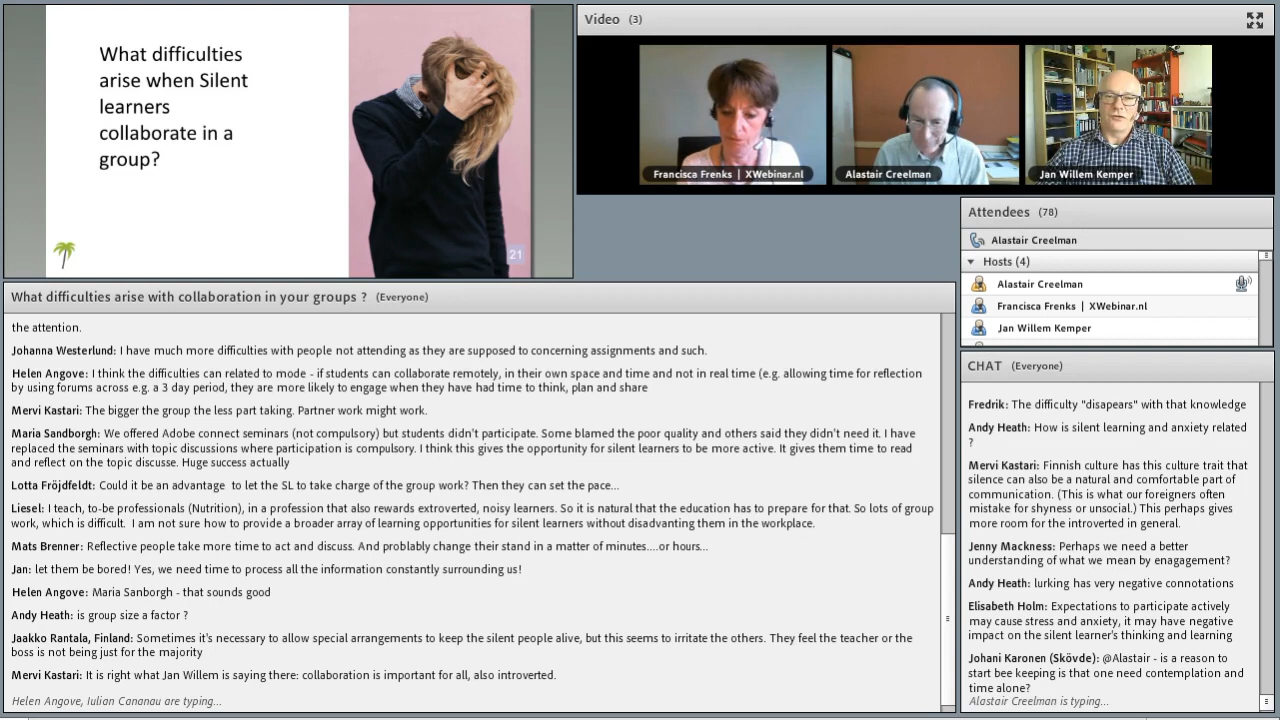 What difficulties
arise when Silent
learners
collaborate in a
group?
21
Video (3)
Francisca Frenks | XWebinar.nl
Alastair Creelman
Jan Willem Kemper
Attendees (78)
Alastair Creelman
Hosts (4)
Alastair Creelman
Francisca Frenks | XWebinar.nl
Jan Willem Kemper
What difficulties arise with collaboration in your groups ? (Everyone)
the attention.
Johanna Westerlund: I have much more difficulties with people not attending as they are supposed to concerning assignments and such.
Helen Angove: I think the difficulties can related to mode - if students can collaborate remotely, in their own space and time and not in real time (e.g. allowing time for reflection
by using forums across e.g. a 3 day period, they are more likely to engage when they have had time to think, plan and share
Mervi Kastari: The bigger the group the less part taking. Partner work might work.
Maria Sandborgh: We offered Adobe connect seminars (not compulsory) but students didn't participate. Some blamed the poor quality and others said they didn't need it. I have
replaced the seminars with topic discussions where participation is compulsory. I think this gives the opportunity for silent learners to be more active. It gives them time to read
and reflect on the topic discusse. Huge success actually
Lotta Fröjdfeldt: Could it be an advantage  to let the SL to take charge of the group work? Then they can set the pace...
Liesel: I teach, to-be professionals (Nutrition), in a profession that also rewards extroverted, noisy learners. So it is natural that the education has to prepare for that. So lots of group
work, which is difficult.  I am not sure how to provide a broader array of learning opportunities for silent learners without disadvanting them in the workplace.
Mats Brenner: Reflective people take more time to act and discuss. And problably change their stand in a matter of minutes....or hours...
Jan: let them be bored! Yes, we need time to process all the information constantly surrounding us!
Helen Angove: Maria Sanborgh - that sounds good
Andy Heath: is group size a factor ?
Jaakko Rantala, Finland: Sometimes it's necessary to allow special arrangements to keep the silent people alive, but this seems to irritate the others. They feel the teacher or the
boss is not being just for the majority
Mervi Kastari: It is right what Jan Willem is saying there: collaboration is important for all, also introverted.
Helen Angove, Iulian Cananau are typing...
CHAT (Everyone)
Fredrik: The difficulty "disapears" with that knowledge
Andy Heath: How is silent learning and anxiety related
?
Mervi Kastari: Finnish culture has this culture trait that
silence can also be a natural and comfortable part of
communication. (This is what our foreigners often
mistake for shyness or unsocial.) This perhaps gives
more room for the introverted in general.
Jenny Mackness: Perhaps we need a better
understanding of what we mean by enagagement?
Andy Heath: lurking has very negative connotations
Elisabeth Holm: Expectations to participate actively
may cause stress and anxiety, it may have negative
impact on the silent learner's thinking and learning
Johani Karonen (Skövde): @Alastair - is a reason to
start bee keeping is that one need contemplation and
time alone?
Alastair Creelman is typing...